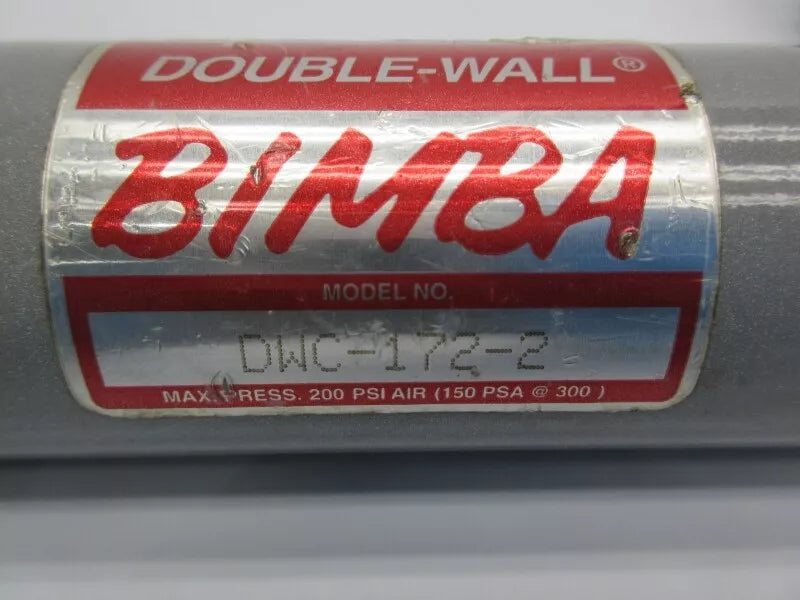 DOUBLE-WALL®
BIMBA
MODEL NO.
DWC-172-2
MAX. PRESS. 200 PSI AIR (150 PSA @ 300 )